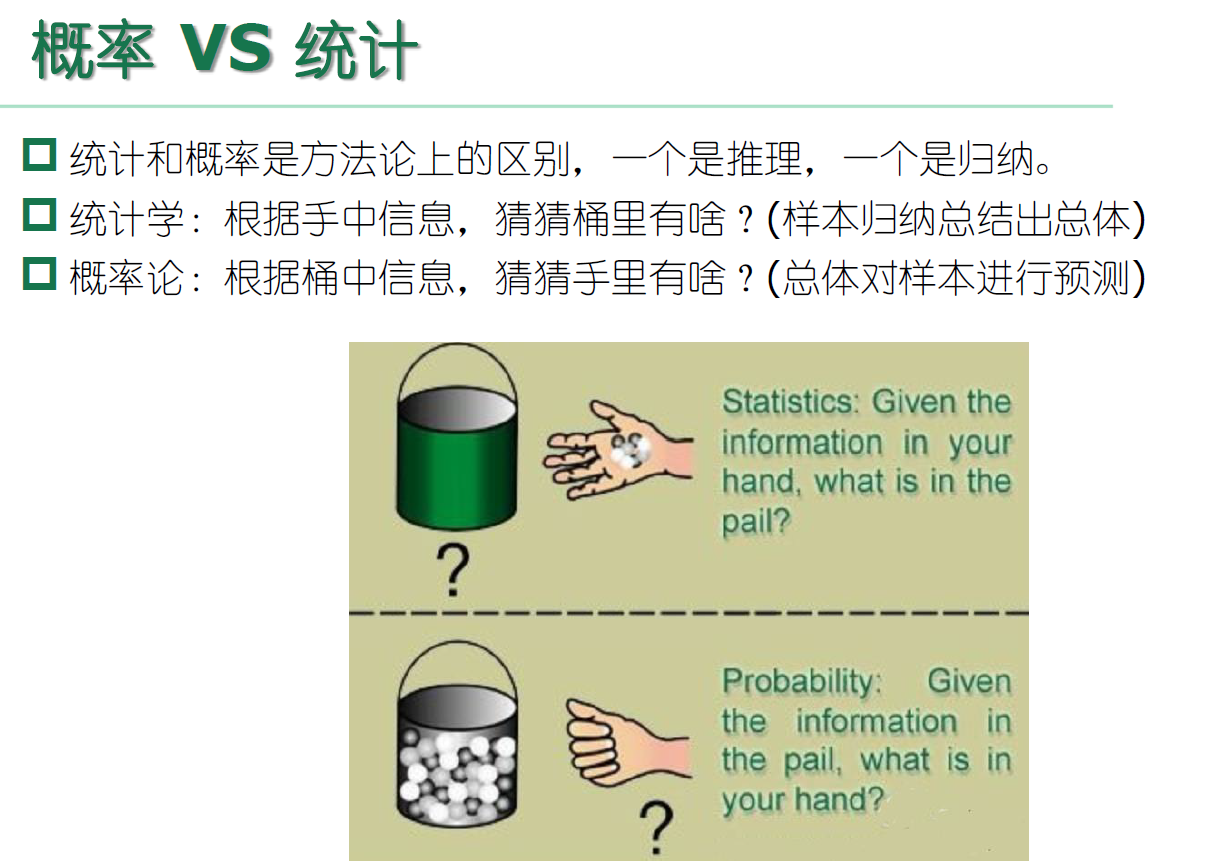 概率 VS 统计
统计和概率是方法论上的区别，一个是推理，一个是归纳。
统计学：根据手中信息，猜猜桶里有啥？(样本归纳总结出总体)
概率论：根据桶中信息，猜猜手里有啥？(总体对样本进行预测)
Statistics: Given the
information in your
hand, what is in the
pail?
?
Probability: Given
the information in
the pail, what is in
your hand?
?